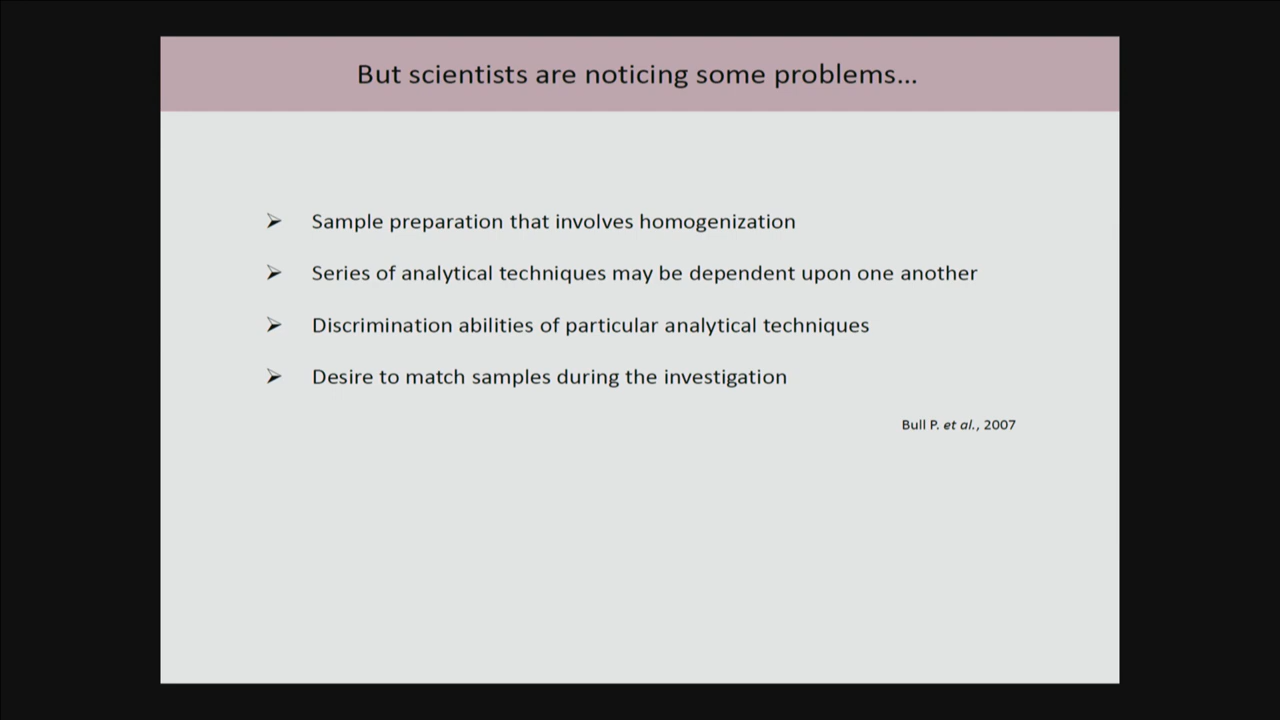 But scientists are noticing some problems...
➢ Sample preparation that involves homogenization
➢ Series of analytical techniques may be dependent upon one another
➢ Discrimination abilities of particular analytical techniques
➢ Desire to match samples during the investigation
Bull P. et al., 2007